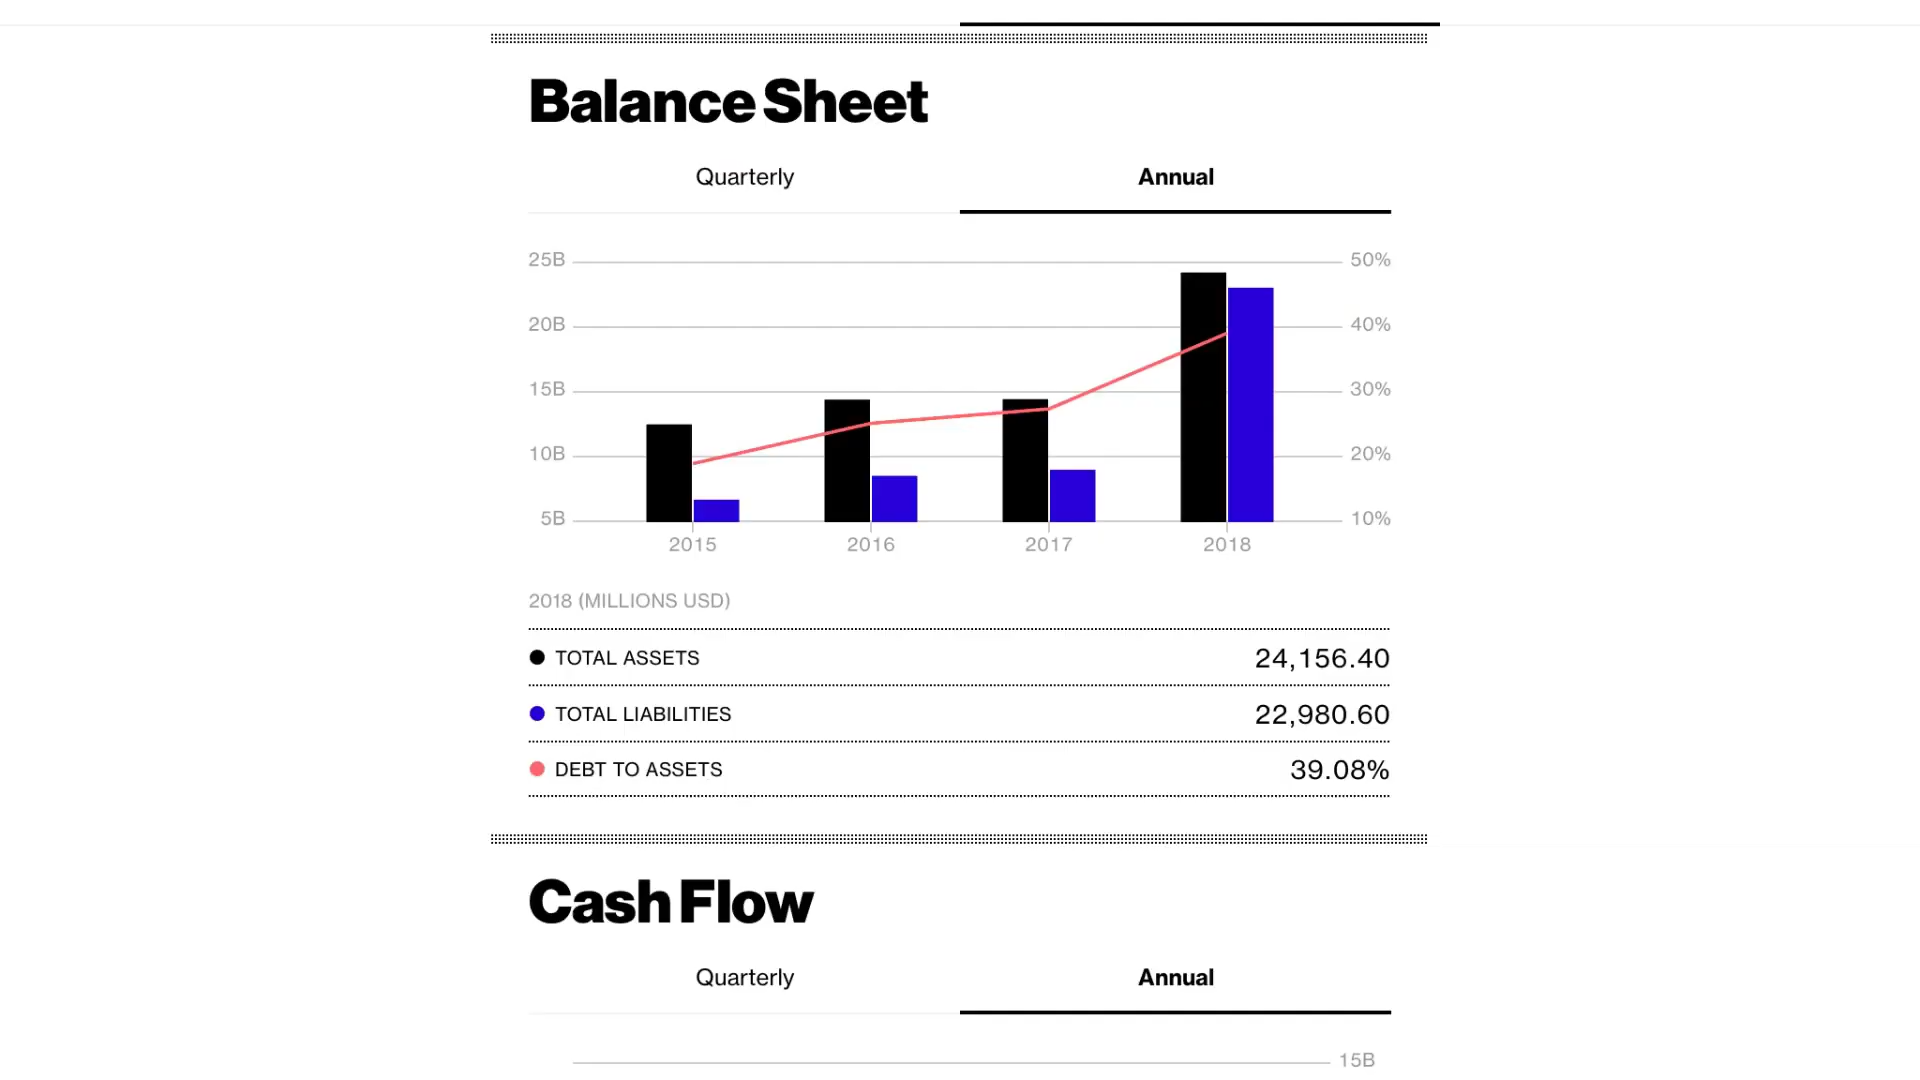 Balance Sheet
Quarterly
Annual
25B
50%
20B
40%
15B
30%
10B
20%
5B
10%
2015
2016
2017
2018
2018 (MILLIONS USD)
TOTAL ASSETS 24,156.40
TOTAL LIABILITIES 22,980.60
DEBT TO ASSETS 39.08%
Cash Flow
Quarterly
Annual
15B